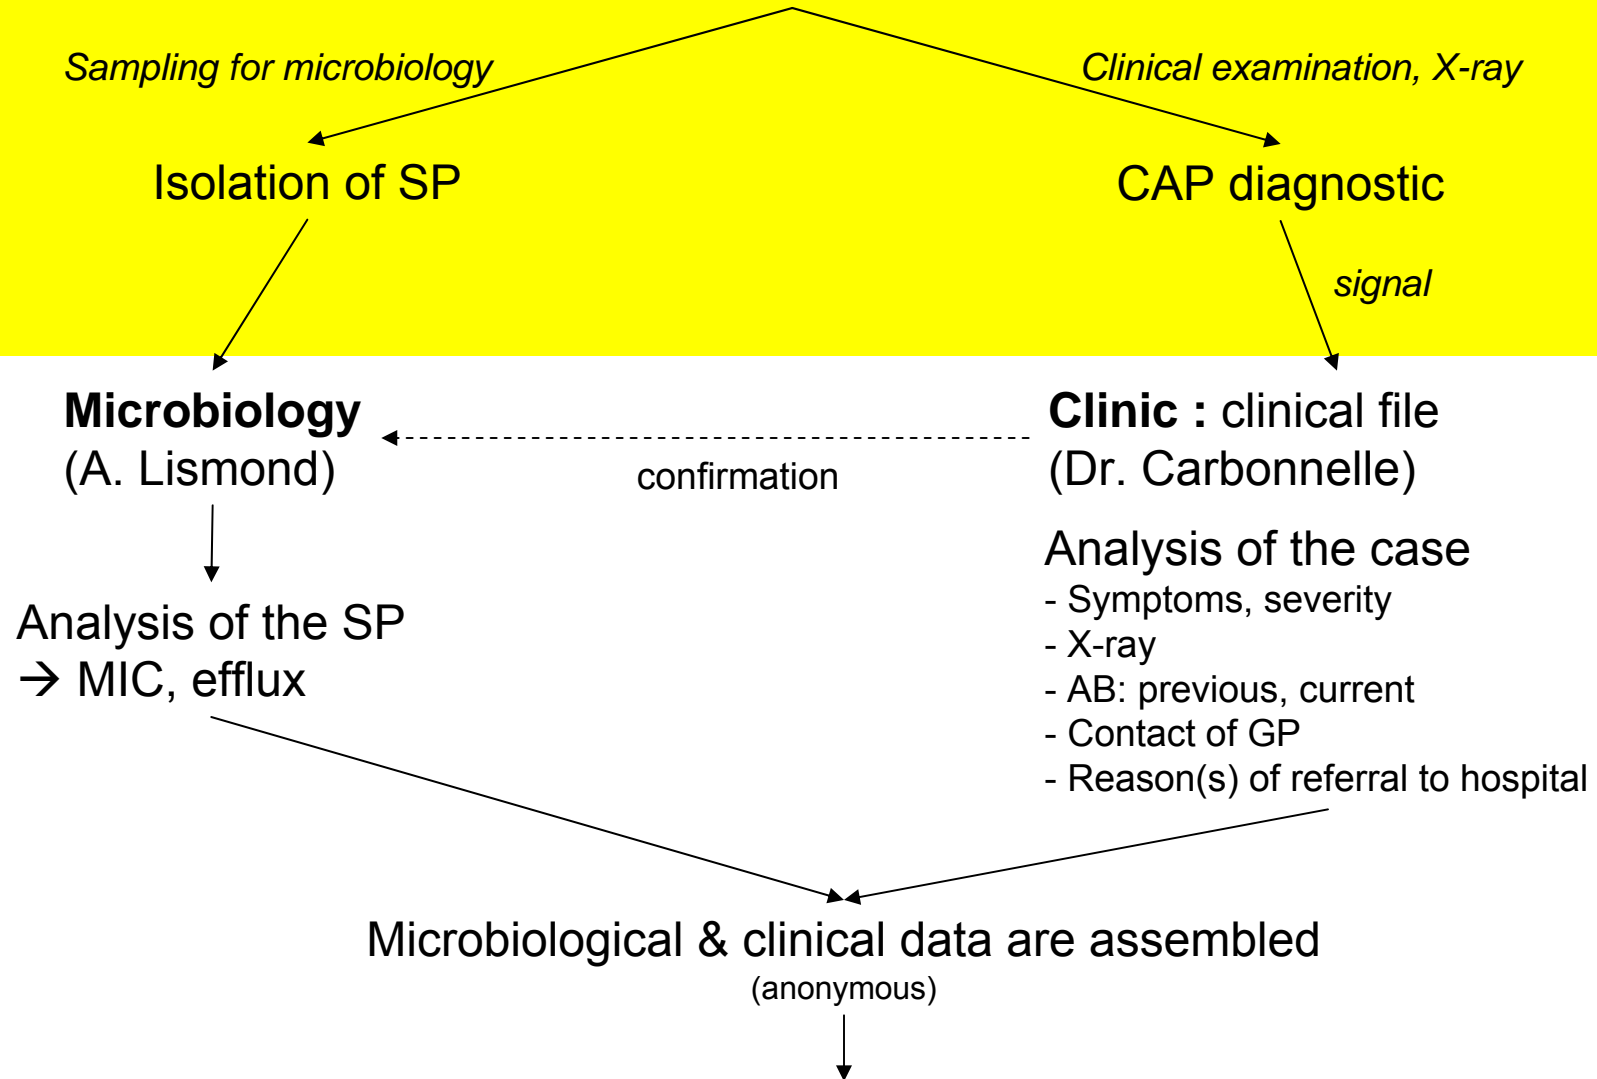 Sampling for microbiology
Clinical examination, X-ray
Isolation of SP
CAP diagnostic
signal
Microbiology
(A. Lismond)
confirmation
Clinic : clinical file
(Dr. Carbonnelle)
Analysis of the SP
→ MIC, efflux
Analysis of the case
- Symptoms, severity
- X-ray
- AB: previous, current
- Contact of GP
- Reason(s) of referral to hospital
Microbiological & clinical data are assembled
(anonymous)